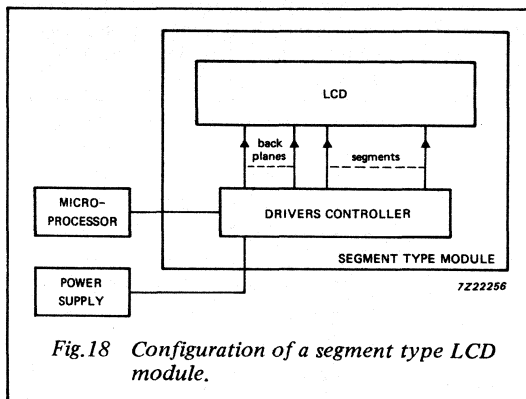 LCD
back
planes
segments
MICRO-
PROCESSOR
DRIVERS CONTROLLER
SEGMENT TYPE MODULE
POWER
SUPPLY
7Z22256
Fig.18 Configuration of a segment type LCD
module.